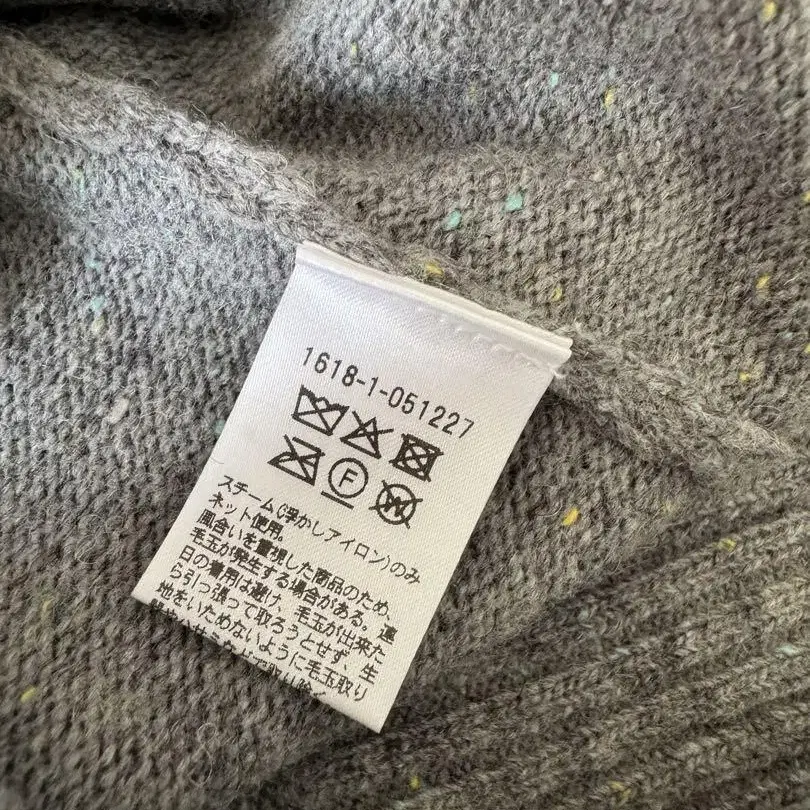 1618-1-051227
F
W
スチーム(浮かしアイロン)のみ
ネット使用。
風合いを重視した商品のため、
毛玉が発生する場合がある。連
日の着用は避け、毛玉が出来た
ら引っ張って取ろうとせず、生
地をいためないように毛玉取り